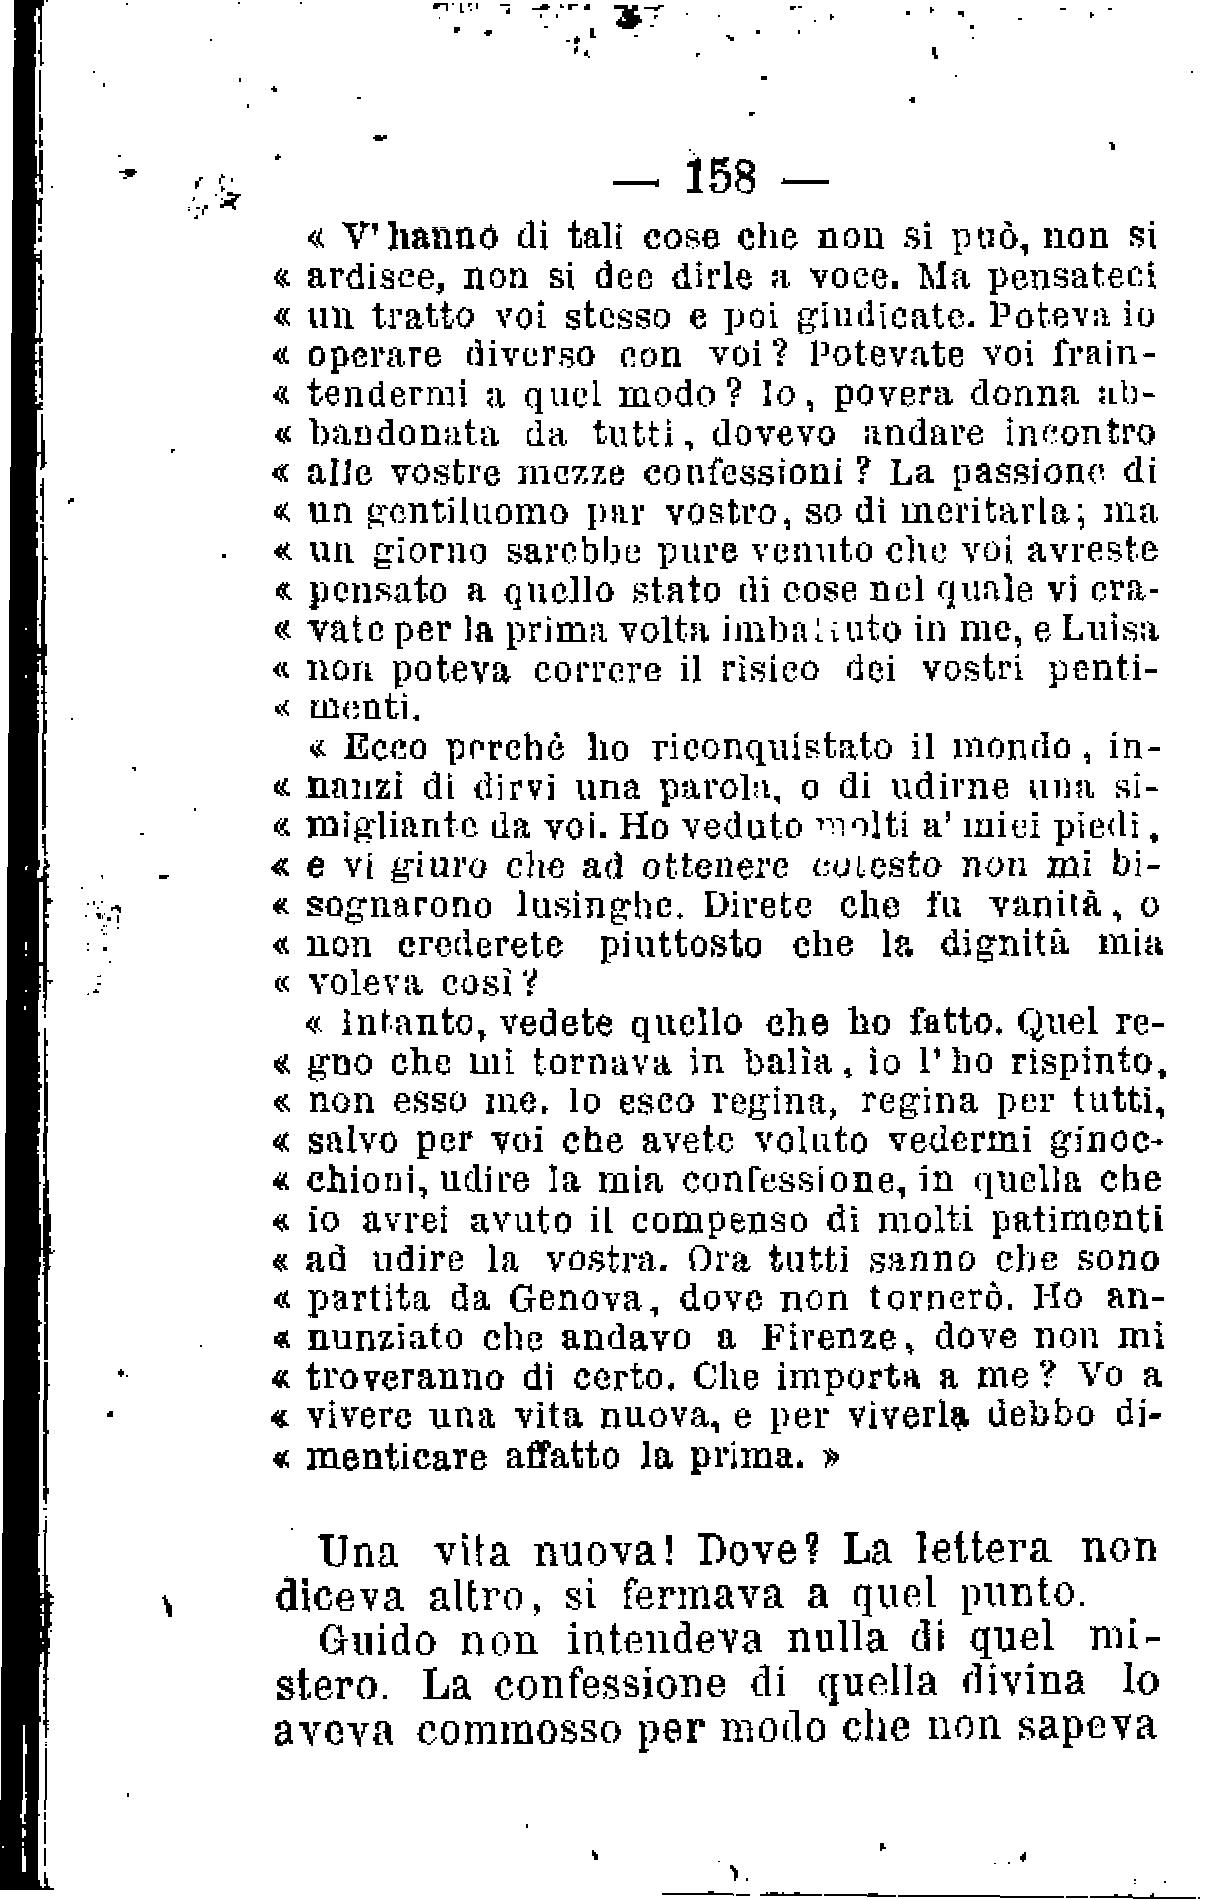 — 158 —
« V' hanno di tali cose che non si può, non si
« ardisce, non si dee dirle a voce. Ma pensateci
« un tratto voi stesso e poi giudicate. Poteva io
« operare diverso con voi? Potevate voi frain-
« tendermi a quel modo? Io, povera donna ab-
« bandonata da tutti, dovevo andare incontro
« alle vostre mezze confessioni? La passione di
« un gentiluomo par vostro, so di meritarla; ma
« un giorno sarebbe pure venuto che voi avreste
« pensato a quello stato di cose nel quale vi era-
« vate per la prima volta imbattuto in me, e Luisa
« non poteva correre il rìsico dei vostri penti-
« menti.
« Ecco perchè ho riconquistato il mondo, in-
« nanzi di dirvi una parola, o di udirne una si-
« migliante da voi. Ho veduto molti a' miei piedi,
« e vi giuro che ad ottenere cotesto non mi bi-
« sognarono lusinghe. Direte che fu vanità, o
« non crederete piuttosto che la dignità mia
« voleva così?
« Intanto, vedete quello che ho fatto. Quel re-
« gno che mi tornava in balìa, io l' ho rispinto,
« non esso me. Io esco regina, regina per tutti,
« salvo per voi che avete voluto vedermi ginoc-
« chioni, udire la mia confessione, in quella che
« io avrei avuto il compenso di molti patimenti
« ad udire la vostra. Ora tutti sanno che sono
« partita da Genova, dove non tornerò. Ho an-
« nunziato che andavo a Firenze, dove non mi
« troveranno di certo. Che importa a me? Vo a
« vivere una vita nuova, e per viverla debbo di-
« menticare affatto la prima. »
Una vita nuova! Dove? La lettera non
diceva altro, si fermava a quel punto.
Guido non intendeva nulla di quel mi-
stero. La confessione di quella divina lo
aveva commosso per modo che non sapeva